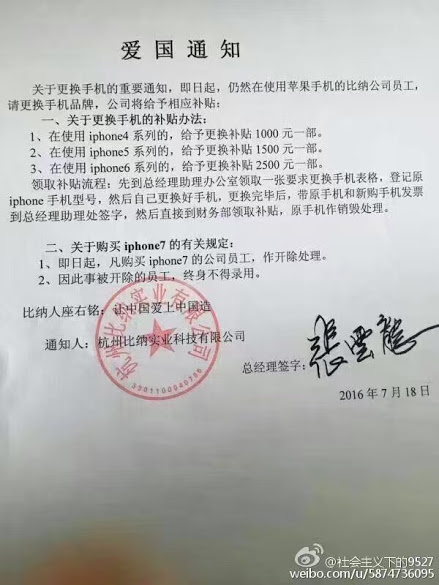 爱国通知
关于更换手机的重要通知，即日起，仍然在使用苹果手机的比纳公司员工，
请更换手机品牌，公司将给予相应补贴：
一、关于更换手机的补贴办法：
1、在使用 iphone4 系列的，给予更换补贴 1000 元一部。
2、在使用 iphone5 系列的，给予更换补贴 1500 元一部。
3、在使用 iphone6 系列的，给予更换补贴 2500 元一部。
领取补贴流程：先到总经理助理办公室领取一张要求更换手机表格，登记原
iphone 手机型号，然后自己更换好手机，更换完毕后，带原手机和新购手机发票
到总经理助理处签字，然后直接到财务部领取补贴，原手机作销毁处理。
二、关于购买 iphone7 的有关规定：
1、即日起，凡购买 iphone7 的公司员工，作开除处理。
2、因此事被开除的员工，终身不得录用。
比纳人座右铭：让中国爱上中国造
通知人：杭州比纳实业科技有限公司
杭州比纳实业有限公司
3301100040706
总经理签字：
张云龙
2016 年 7 月 18 日
@社会主义下的9527
weibo.com/u/5874736095